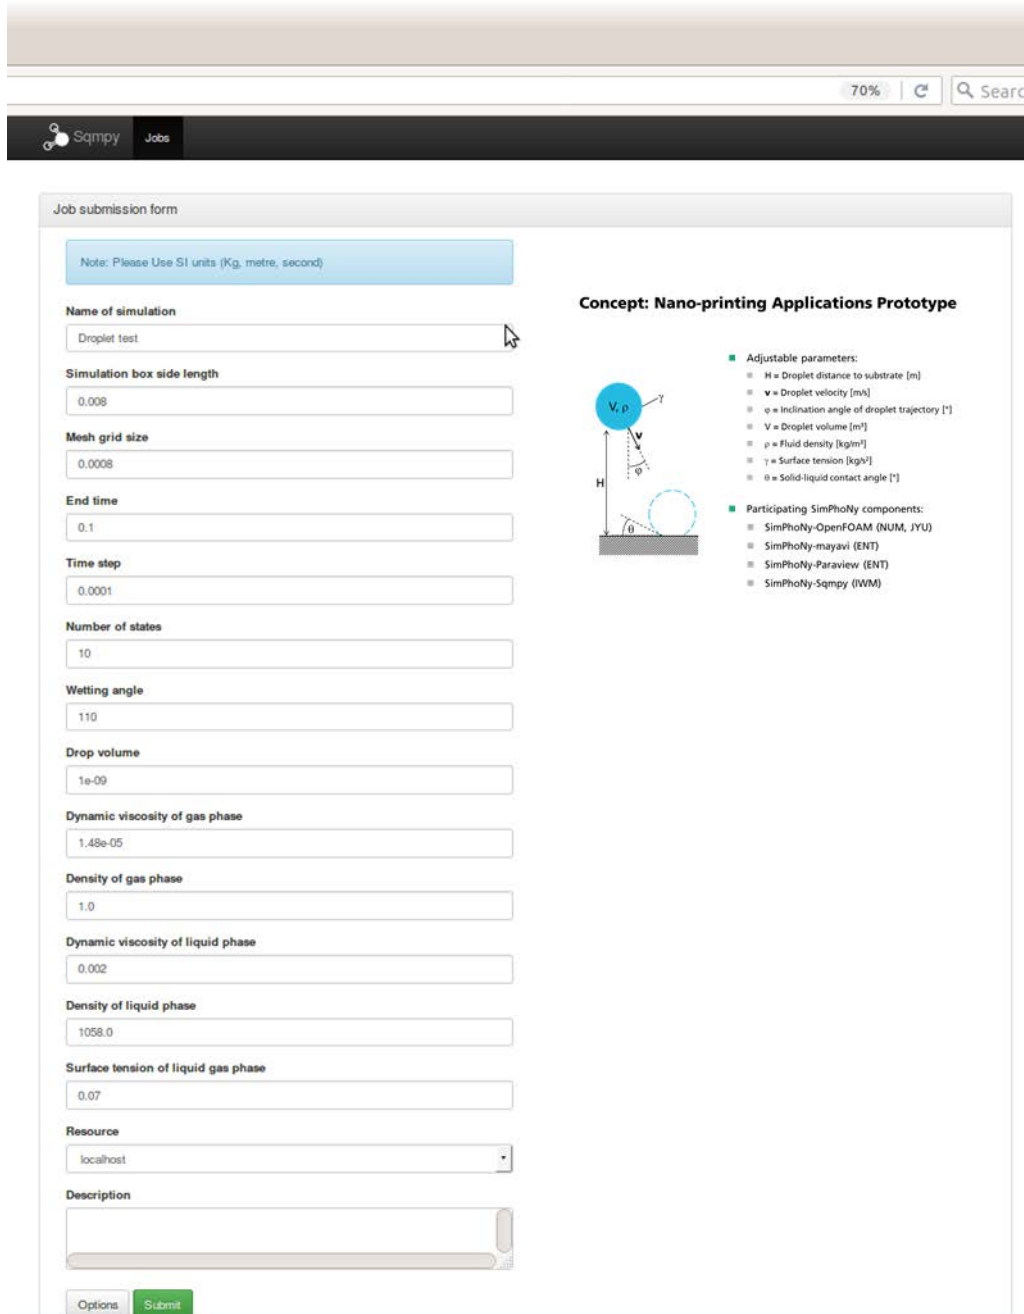 70%
Searc
Sqmpy
Jobs
Job submission form
Note: Please Use SI units (Kg, metre, second)
Name of simulation
Droplet test
Simulation box side length
0.008
Mesh grid size
0.0008
End time
0.1
Time step
0.0001
Number of states
10
Wetting angle
110
Drop volume
1e-09
Dynamic viscosity of gas phase
1.48e-05
Density of gas phase
1.0
Dynamic viscosity of liquid phase
0.002
Density of liquid phase
1058.0
Surface tension of liquid gas phase
0.07
Resource
localhost
Description
Options
Submit
Concept: Nano-printing Applications Prototype
V, ρ
γ
v
φ
H
θ
Adjustable parameters:
H = Droplet distance to substrate [m]
v = Droplet velocity [m/s]
φ = Inclination angle of droplet trajectory [°]
V = Droplet volume [m³]
ρ = Fluid density [kg/m³]
γ = Surface tension [kg/s²]
θ = Solid-liquid contact angle [°]
Participating SimPhoNy components:
SimPhoNy-OpenFOAM (NUM, JYU)
SimPhoNy-mayavi (ENT)
SimPhoNy-Paraview (ENT)
SimPhoNy-Sqmpy (IWM)